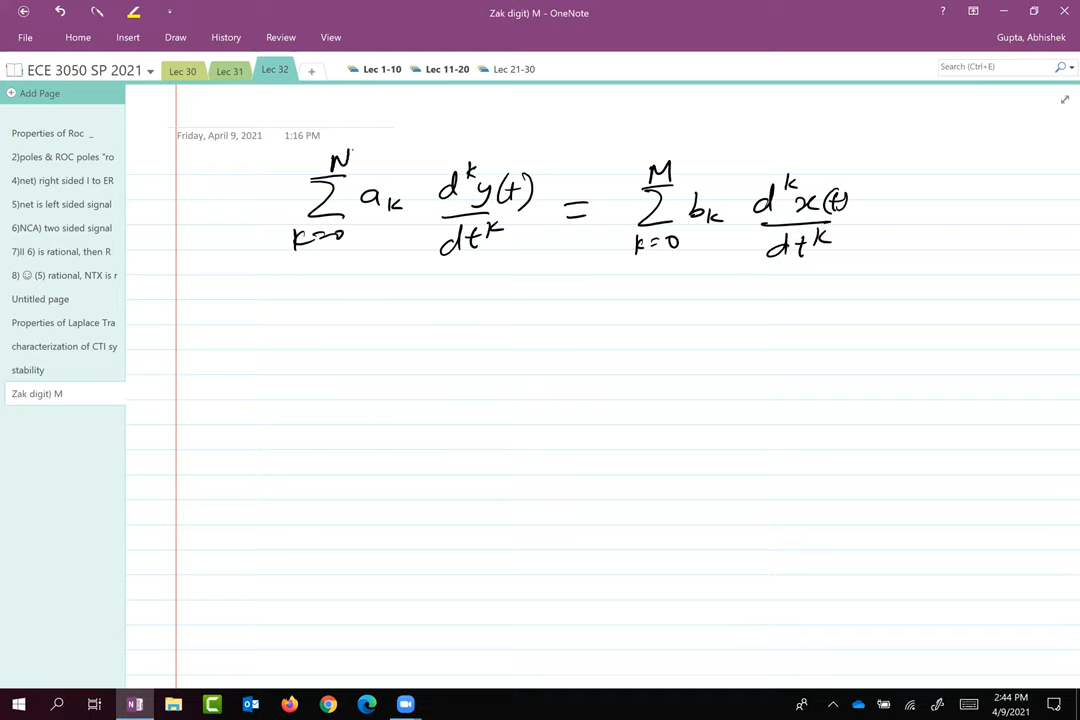 Zak digit) M - OneNote
?
File Home Insert Draw History Review View
Gupta, Abhishek
ECE 3050 SP 2021
Lec 30 Lec 31 Lec 32 +
Lec 1-10 Lec 11-20 Lec 21-30
Search (Ctrl+E)
Add Page
Properties of Roc _
2)poles & ROC poles "ro
4)net) right sided I to ER
5)net is left sided signal
6)NCA) two sided signal
7)II 6) is rational, then R
8) ☺ (5) rational, NTX is r
Untitled page
Properties of Laplace Tra
characterization of CTI sy
stability
Zak digit) M
Friday, April 9, 2021 1:16 PM
∑_{k=0}^{N} a_k d^k y(t)/dt^k = ∑_{k=0}^{M} b_k d^k x(t)/dt^k
2:44 PM
4/9/2021